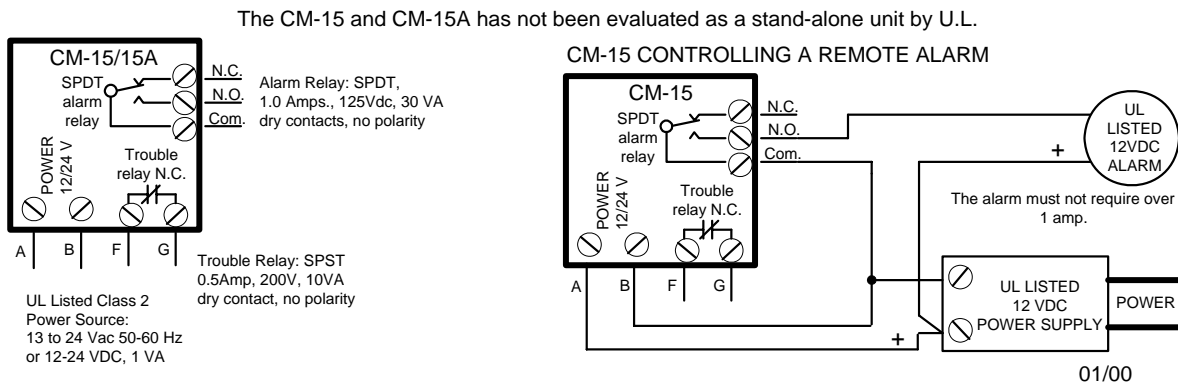 The CM-15 and CM-15A has not been evaluated as a stand-alone unit by U.L.
CM-15/15A
SPDT
alarm
relay
N.C.
N.O.
Com.
Alarm Relay: SPDT,
1.0 Amps., 125Vdc, 30 VA
dry contacts, no polarity
POWER
12/24 V
Trouble
relay N.C.
A
B
F
G
Trouble Relay: SPST
0.5Amp, 200V, 10VA
dry contact, no polarity
UL Listed Class 2
Power Source:
13 to 24 Vac 50-60 Hz
or 12-24 VDC, 1 VA
CM-15 CONTROLLING A REMOTE ALARM
CM-15
SPDT
alarm
relay
N.C.
N.O.
Com.
POWER
12/24 V
Trouble
relay N.C.
A
B
F
G
+
UL
LISTED
12VDC
ALARM
The alarm must not require over
1 amp.
UL LISTED
12 VDC
POWER SUPPLY
POWER
+
01/00